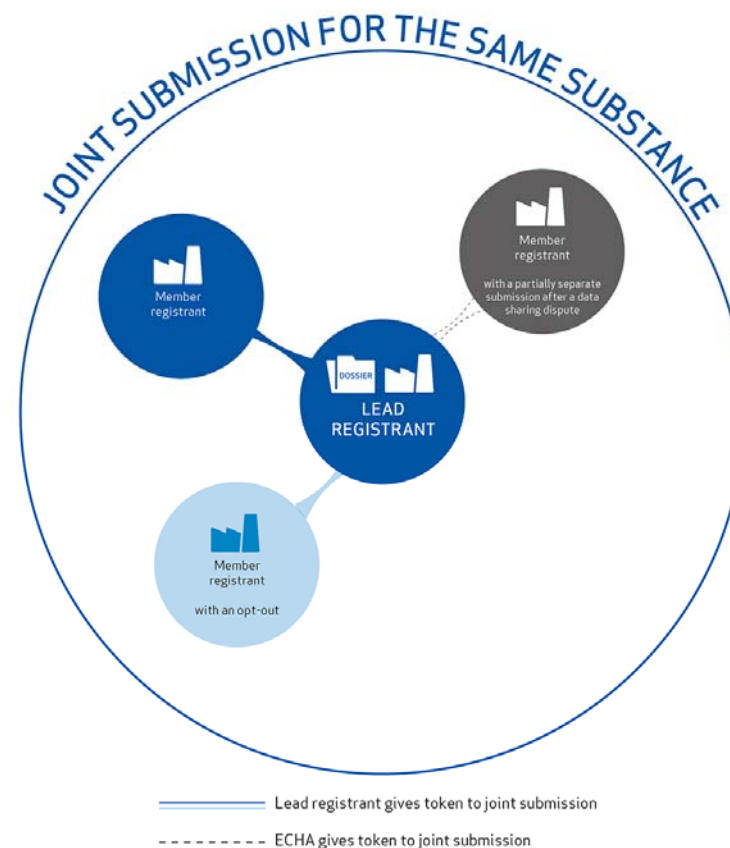 JOINT SUBMISSION FOR THE SAME SUBSTANCE
Member
registrant
with a partially separate
submission after a data
sharing dispute
Member
registrant
DOSSIER
LEAD
REGISTRANT
Member
registrant
with an opt-out
Lead registrant gives token to joint submission
ECHA gives token to joint submission